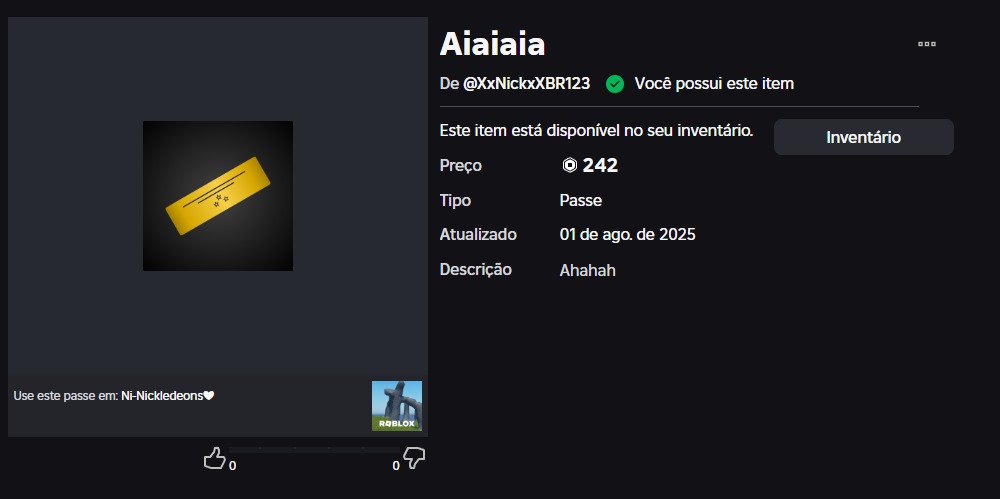 Aiaiaia
De @XxNickxXBR123 Você possui este item
Este item está disponível no seu inventário.
Inventário
Preço 242
Tipo Passe
Atualizado 01 de ago. de 2025
Descrição Ahahah
Use este passe em: Ni-Nickledeons🖤
ROBLOX
0 0